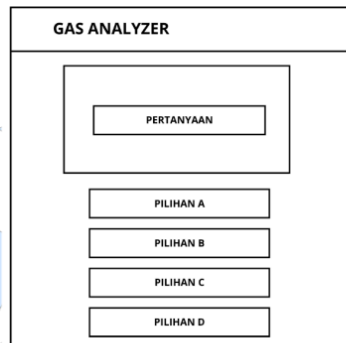 GAS ANALYZER
PERTANYAAN
PILIHAN A
PILIHAN B
PILIHAN C
PILIHAN D